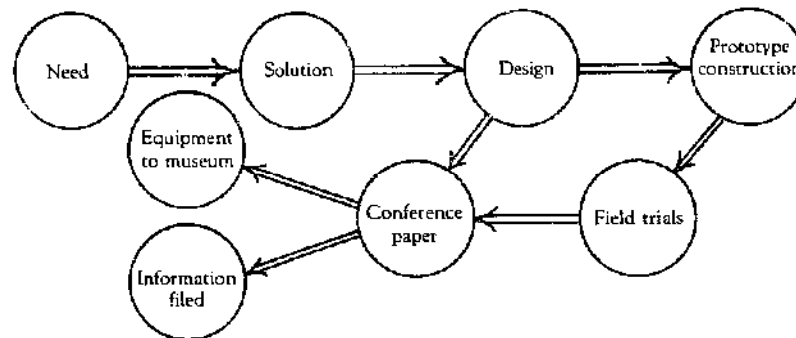 Need
Solution
Design
Prototype
construction
Equipment
to museum
Conference
paper
Field trials
Information
filed